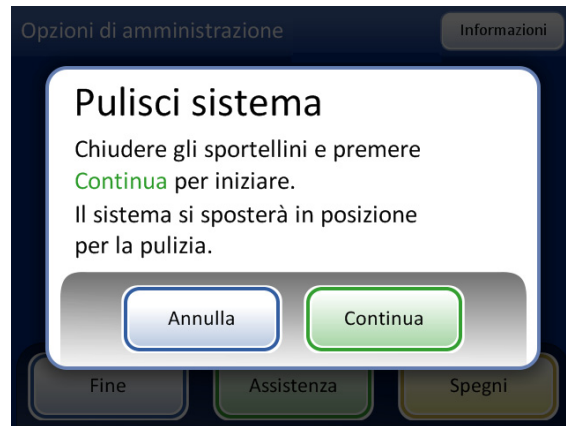 Opzioni di amministrazione
Informazioni
Pulisci sistema
Chiudere gli sportellini e premere
Continua per iniziare.
Il sistema si sposterà in posizione
per la pulizia.
Annulla
Continua
Fine
Assistenza
Spegni